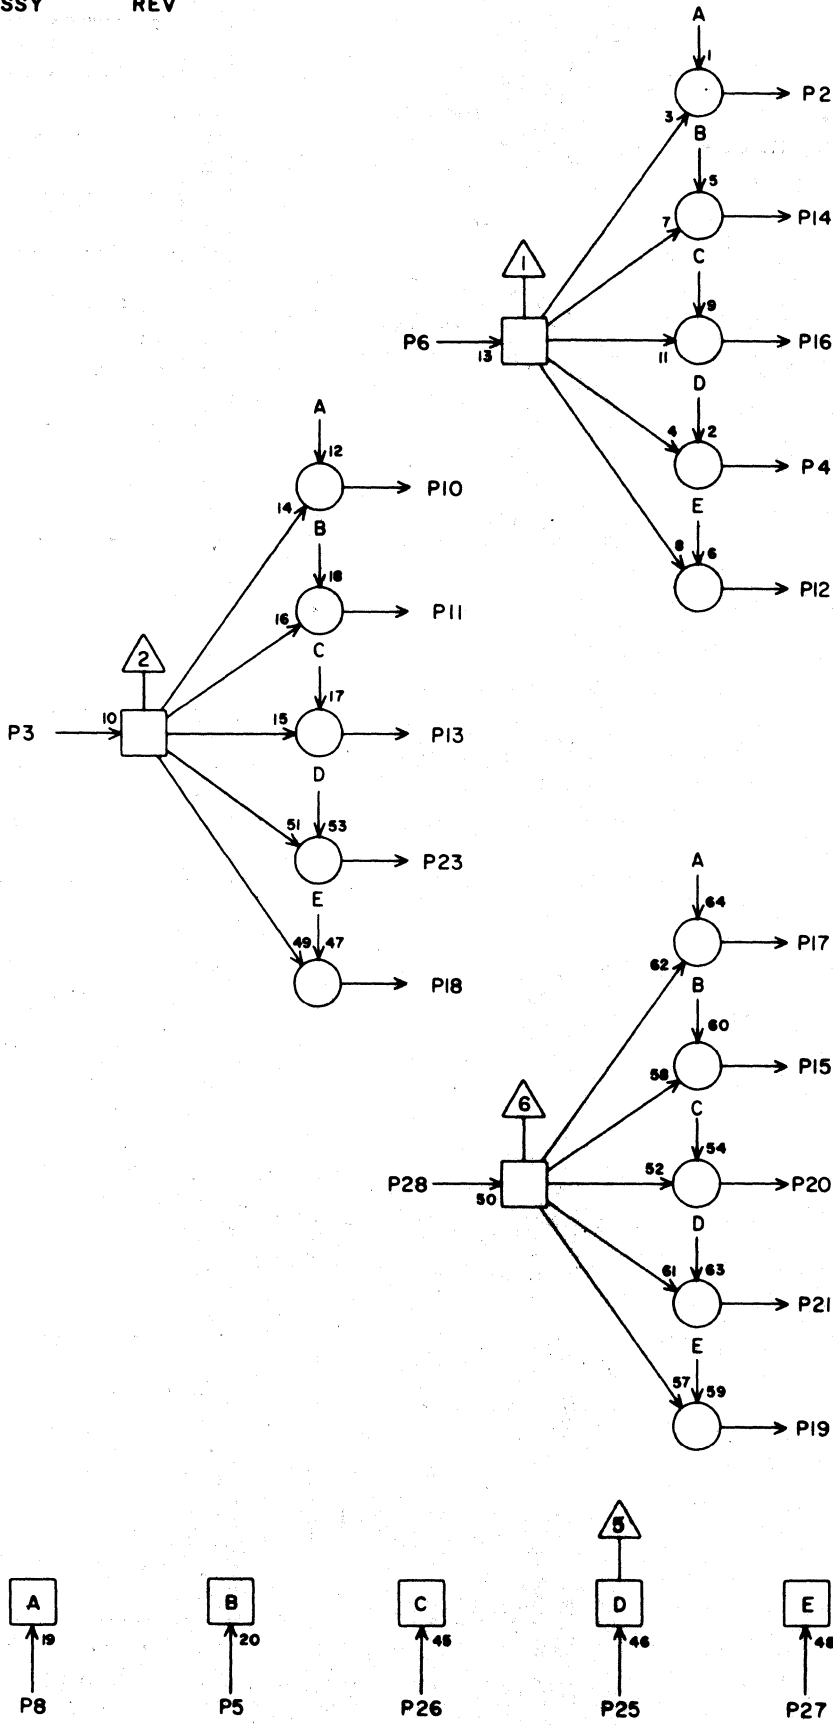 SSY REV
A
1
P2
3
B
5
P14
7
C
1
9
P6
13
11
P16
D
4
2
P4
E
8
6
P12
A
12
P10
14
B
18
P11
16
C
2
17
P3
10
15
P13
D
51
53
P23
E
49
47
P18
A
64
P17
62
B
60
P15
58
C
6
54
P28
50
52
P20
D
61
63
P21
E
57
59
P19
5
A B C D E
19 20 45 46 48
P8 P5 P26 P25 P27